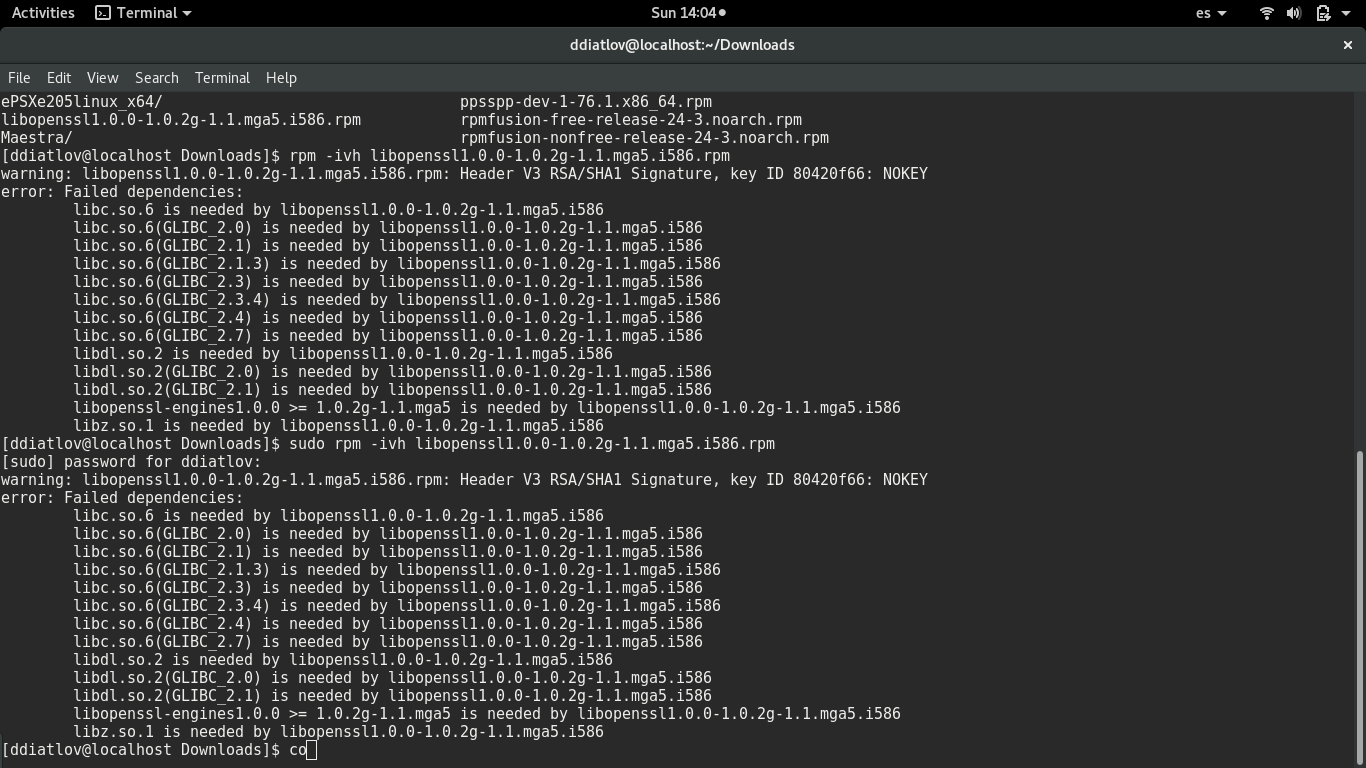 Activities Terminal Sun 14:04 es
ddiatlov@localhost:~/Downloads ×
File Edit View Search Terminal Help
ePSXe205linux_x64/ ppsspp-dev-1-76.1.x86_64.rpm
libopenssl1.0.0-1.0.2g-1.1.mga5.i586.rpm rpmfusion-free-release-24-3.noarch.rpm
Maestra/ rpmfusion-nonfree-release-24-3.noarch.rpm
[ddiatlov@localhost Downloads]$ rpm -ivh libopenssl1.0.0-1.0.2g-1.1.mga5.i586.rpm
warning: libopenssl1.0.0-1.0.2g-1.1.mga5.i586.rpm: Header V3 RSA/SHA1 Signature, key ID 80420f66: NOKEY
error: Failed dependencies:
libc.so.6 is needed by libopenssl1.0.0-1.0.2g-1.1.mga5.i586
libc.so.6(GLIBC_2.0) is needed by libopenssl1.0.0-1.0.2g-1.1.mga5.i586
libc.so.6(GLIBC_2.1) is needed by libopenssl1.0.0-1.0.2g-1.1.mga5.i586
libc.so.6(GLIBC_2.1.3) is needed by libopenssl1.0.0-1.0.2g-1.1.mga5.i586
libc.so.6(GLIBC_2.3) is needed by libopenssl1.0.0-1.0.2g-1.1.mga5.i586
libc.so.6(GLIBC_2.3.4) is needed by libopenssl1.0.0-1.0.2g-1.1.mga5.i586
libc.so.6(GLIBC_2.4) is needed by libopenssl1.0.0-1.0.2g-1.1.mga5.i586
libc.so.6(GLIBC_2.7) is needed by libopenssl1.0.0-1.0.2g-1.1.mga5.i586
libdl.so.2 is needed by libopenssl1.0.0-1.0.2g-1.1.mga5.i586
libdl.so.2(GLIBC_2.0) is needed by libopenssl1.0.0-1.0.2g-1.1.mga5.i586
libdl.so.2(GLIBC_2.1) is needed by libopenssl1.0.0-1.0.2g-1.1.mga5.i586
libopenssl-engines1.0.0 >= 1.0.2g-1.1.mga5 is needed by libopenssl1.0.0-1.0.2g-1.1.mga5.i586
libz.so.1 is needed by libopenssl1.0.0-1.0.2g-1.1.mga5.i586
[ddiatlov@localhost Downloads]$ sudo rpm -ivh libopenssl1.0.0-1.0.2g-1.1.mga5.i586.rpm
[sudo] password for ddiatlov:
warning: libopenssl1.0.0-1.0.2g-1.1.mga5.i586.rpm: Header V3 RSA/SHA1 Signature, key ID 80420f66: NOKEY
error: Failed dependencies:
libc.so.6 is needed by libopenssl1.0.0-1.0.2g-1.1.mga5.i586
libc.so.6(GLIBC_2.0) is needed by libopenssl1.0.0-1.0.2g-1.1.mga5.i586
libc.so.6(GLIBC_2.1) is needed by libopenssl1.0.0-1.0.2g-1.1.mga5.i586
libc.so.6(GLIBC_2.1.3) is needed by libopenssl1.0.0-1.0.2g-1.1.mga5.i586
libc.so.6(GLIBC_2.3) is needed by libopenssl1.0.0-1.0.2g-1.1.mga5.i586
libc.so.6(GLIBC_2.3.4) is needed by libopenssl1.0.0-1.0.2g-1.1.mga5.i586
libc.so.6(GLIBC_2.4) is needed by libopenssl1.0.0-1.0.2g-1.1.mga5.i586
libc.so.6(GLIBC_2.7) is needed by libopenssl1.0.0-1.0.2g-1.1.mga5.i586
libdl.so.2 is needed by libopenssl1.0.0-1.0.2g-1.1.mga5.i586
libdl.so.2(GLIBC_2.0) is needed by libopenssl1.0.0-1.0.2g-1.1.mga5.i586
libdl.so.2(GLIBC_2.1) is needed by libopenssl1.0.0-1.0.2g-1.1.mga5.i586
libopenssl-engines1.0.0 >= 1.0.2g-1.1.mga5 is needed by libopenssl1.0.0-1.0.2g-1.1.mga5.i586
libz.so.1 is needed by libopenssl1.0.0-1.0.2g-1.1.mga5.i586
[ddiatlov@localhost Downloads]$ co